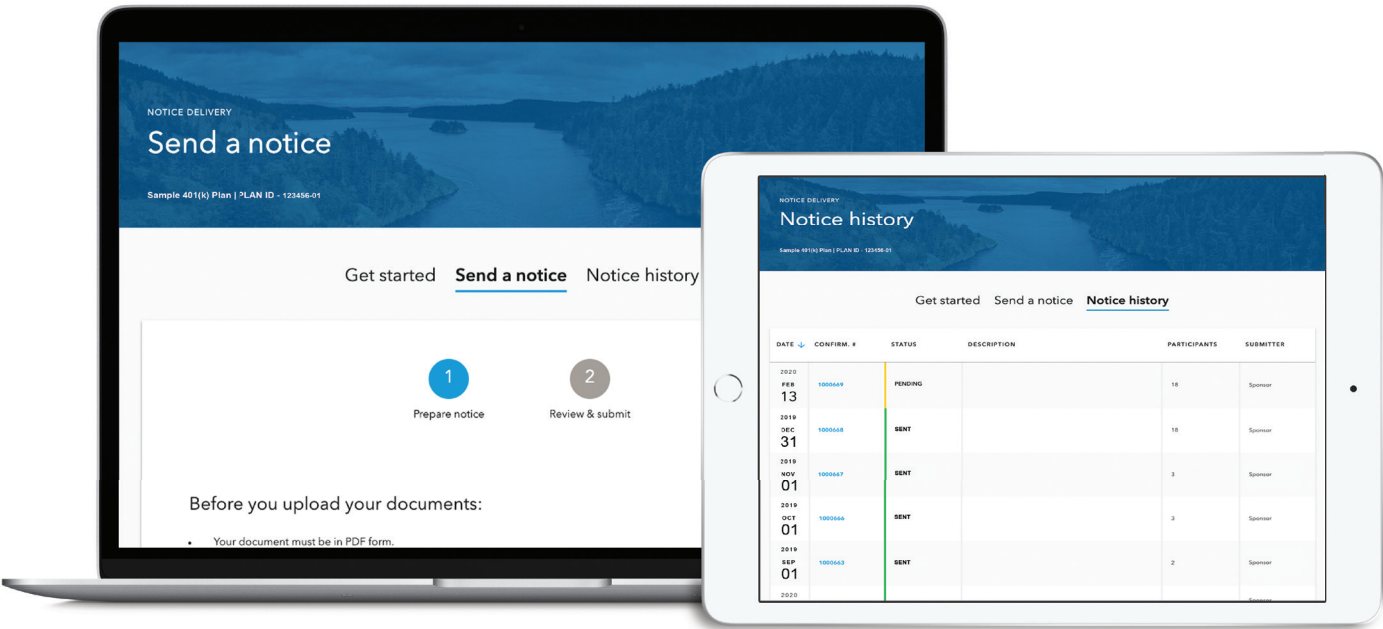 NOTICE DELIVERY
Send a notice
Sample 401(k) Plan | PLAN ID - 123456-01
Get started Send a notice Notice history
1 2
Prepare notice Review & submit
Before you upload your documents:
• Your document must be in PDF form.
NOTICE DELIVERY
Notice history
Sample 401(k) Plan | PLAN ID - 123456-01
Get started Send a notice Notice history
DATE ↓ CONFIRM. # STATUS DESCRIPTION PARTICIPANTS SUBMITTER
2020
FEB 1000669 PENDING 18 Sponsor
13
2019
DEC 1000668 SENT 18 Sponsor
31
2019
NOV 1000667 SENT 3 Sponsor
01
2019
OCT 1000666 SENT 3 Sponsor
01
2019
SEP 1000663 SENT 2 Sponsor
01
2020
Sponsor